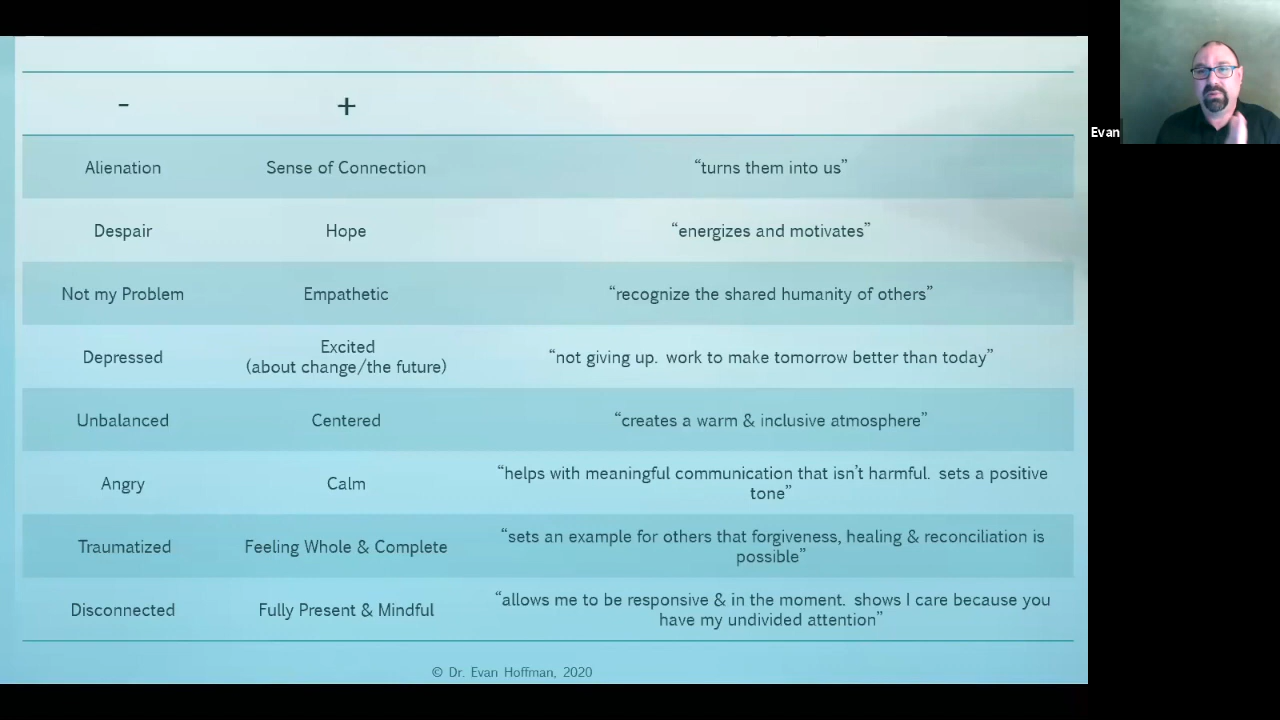 - +
Alienation Sense of Connection “turns them into us”
Despair Hope “energizes and motivates”
Not my Problem Empathetic “recognize the shared humanity of others”
Depressed Excited
(about change/the future) “not giving up. work to make tomorrow better than today”
Unbalanced Centered “creates a warm & inclusive atmosphere”
Angry Calm “helps with meaningful communication that isn’t harmful. sets a positive
tone”
Traumatized Feeling Whole & Complete “sets an example for others that forgiveness, healing & reconciliation is
possible”
Disconnected Fully Present & Mindful “allows me to be responsive & in the moment. shows I care because you
have my undivided attention”
© Dr. Evan Hoffman, 2020
Evan